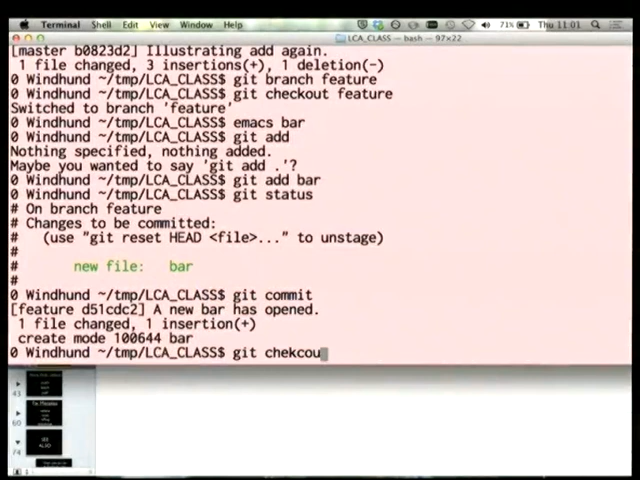 Terminal Shell Edit View Window Help 71% Thu 11:01
LCA_CLASS — bash — 97×22
[master b0823d2] Illustrating add again.
1 file changed, 3 insertions(+), 1 deletion(-)
0 Windhund ~/tmp/LCA_CLASS$ git branch feature
0 Windhund ~/tmp/LCA_CLASS$ git checkout feature
Switched to branch 'feature'
0 Windhund ~/tmp/LCA_CLASS$ emacs bar
0 Windhund ~/tmp/LCA_CLASS$ git add
Nothing specified, nothing added.
Maybe you wanted to say 'git add .'?
0 Windhund ~/tmp/LCA_CLASS$ git add bar
0 Windhund ~/tmp/LCA_CLASS$ git status
# On branch feature
# Changes to be committed:
#   (use "git reset HEAD <file>..." to unstage)
#
#       new file:   bar
#
0 Windhund ~/tmp/LCA_CLASS$ git commit
[feature d51cdc2] A new bar has opened.
1 file changed, 1 insertion(+)
create mode 100644 bar
0 Windhund ~/tmp/LCA_CLASS$ git chekcou
43
60
74